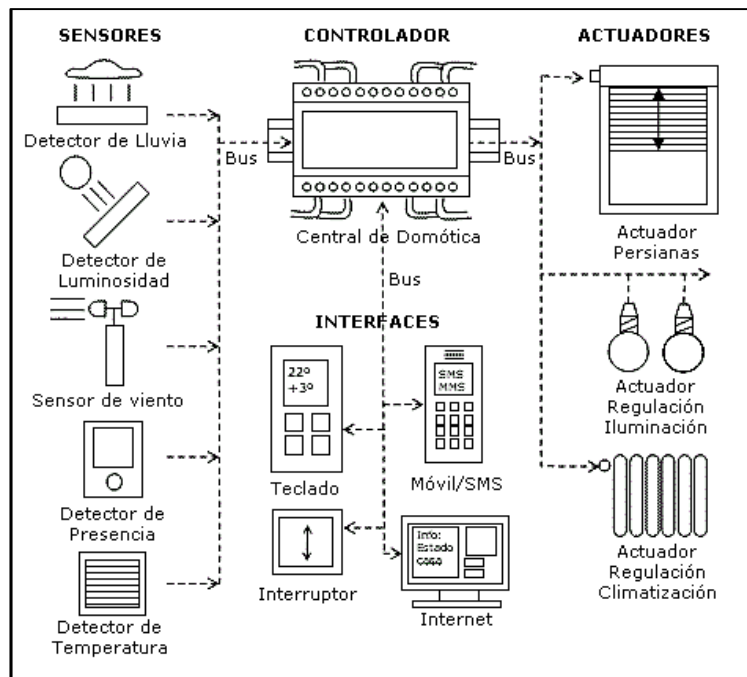 SENSORES
Detector de Lluvia
Detector de
Luminosidad
Sensor de viento
Detector de
Presencia
Detector de
Temperatura
CONTROLADOR
Bus
Bus
Central de Domótica
Bus
INTERFACES
22º
+3º
Teclado
SMS
MMS
Móvil/SMS
Interruptor
Info:
Estado
casa
Internet
ACTUADORES
Actuador
Persianas
Actuador
Regulación
Iluminación
Actuador
Regulación
Climatización